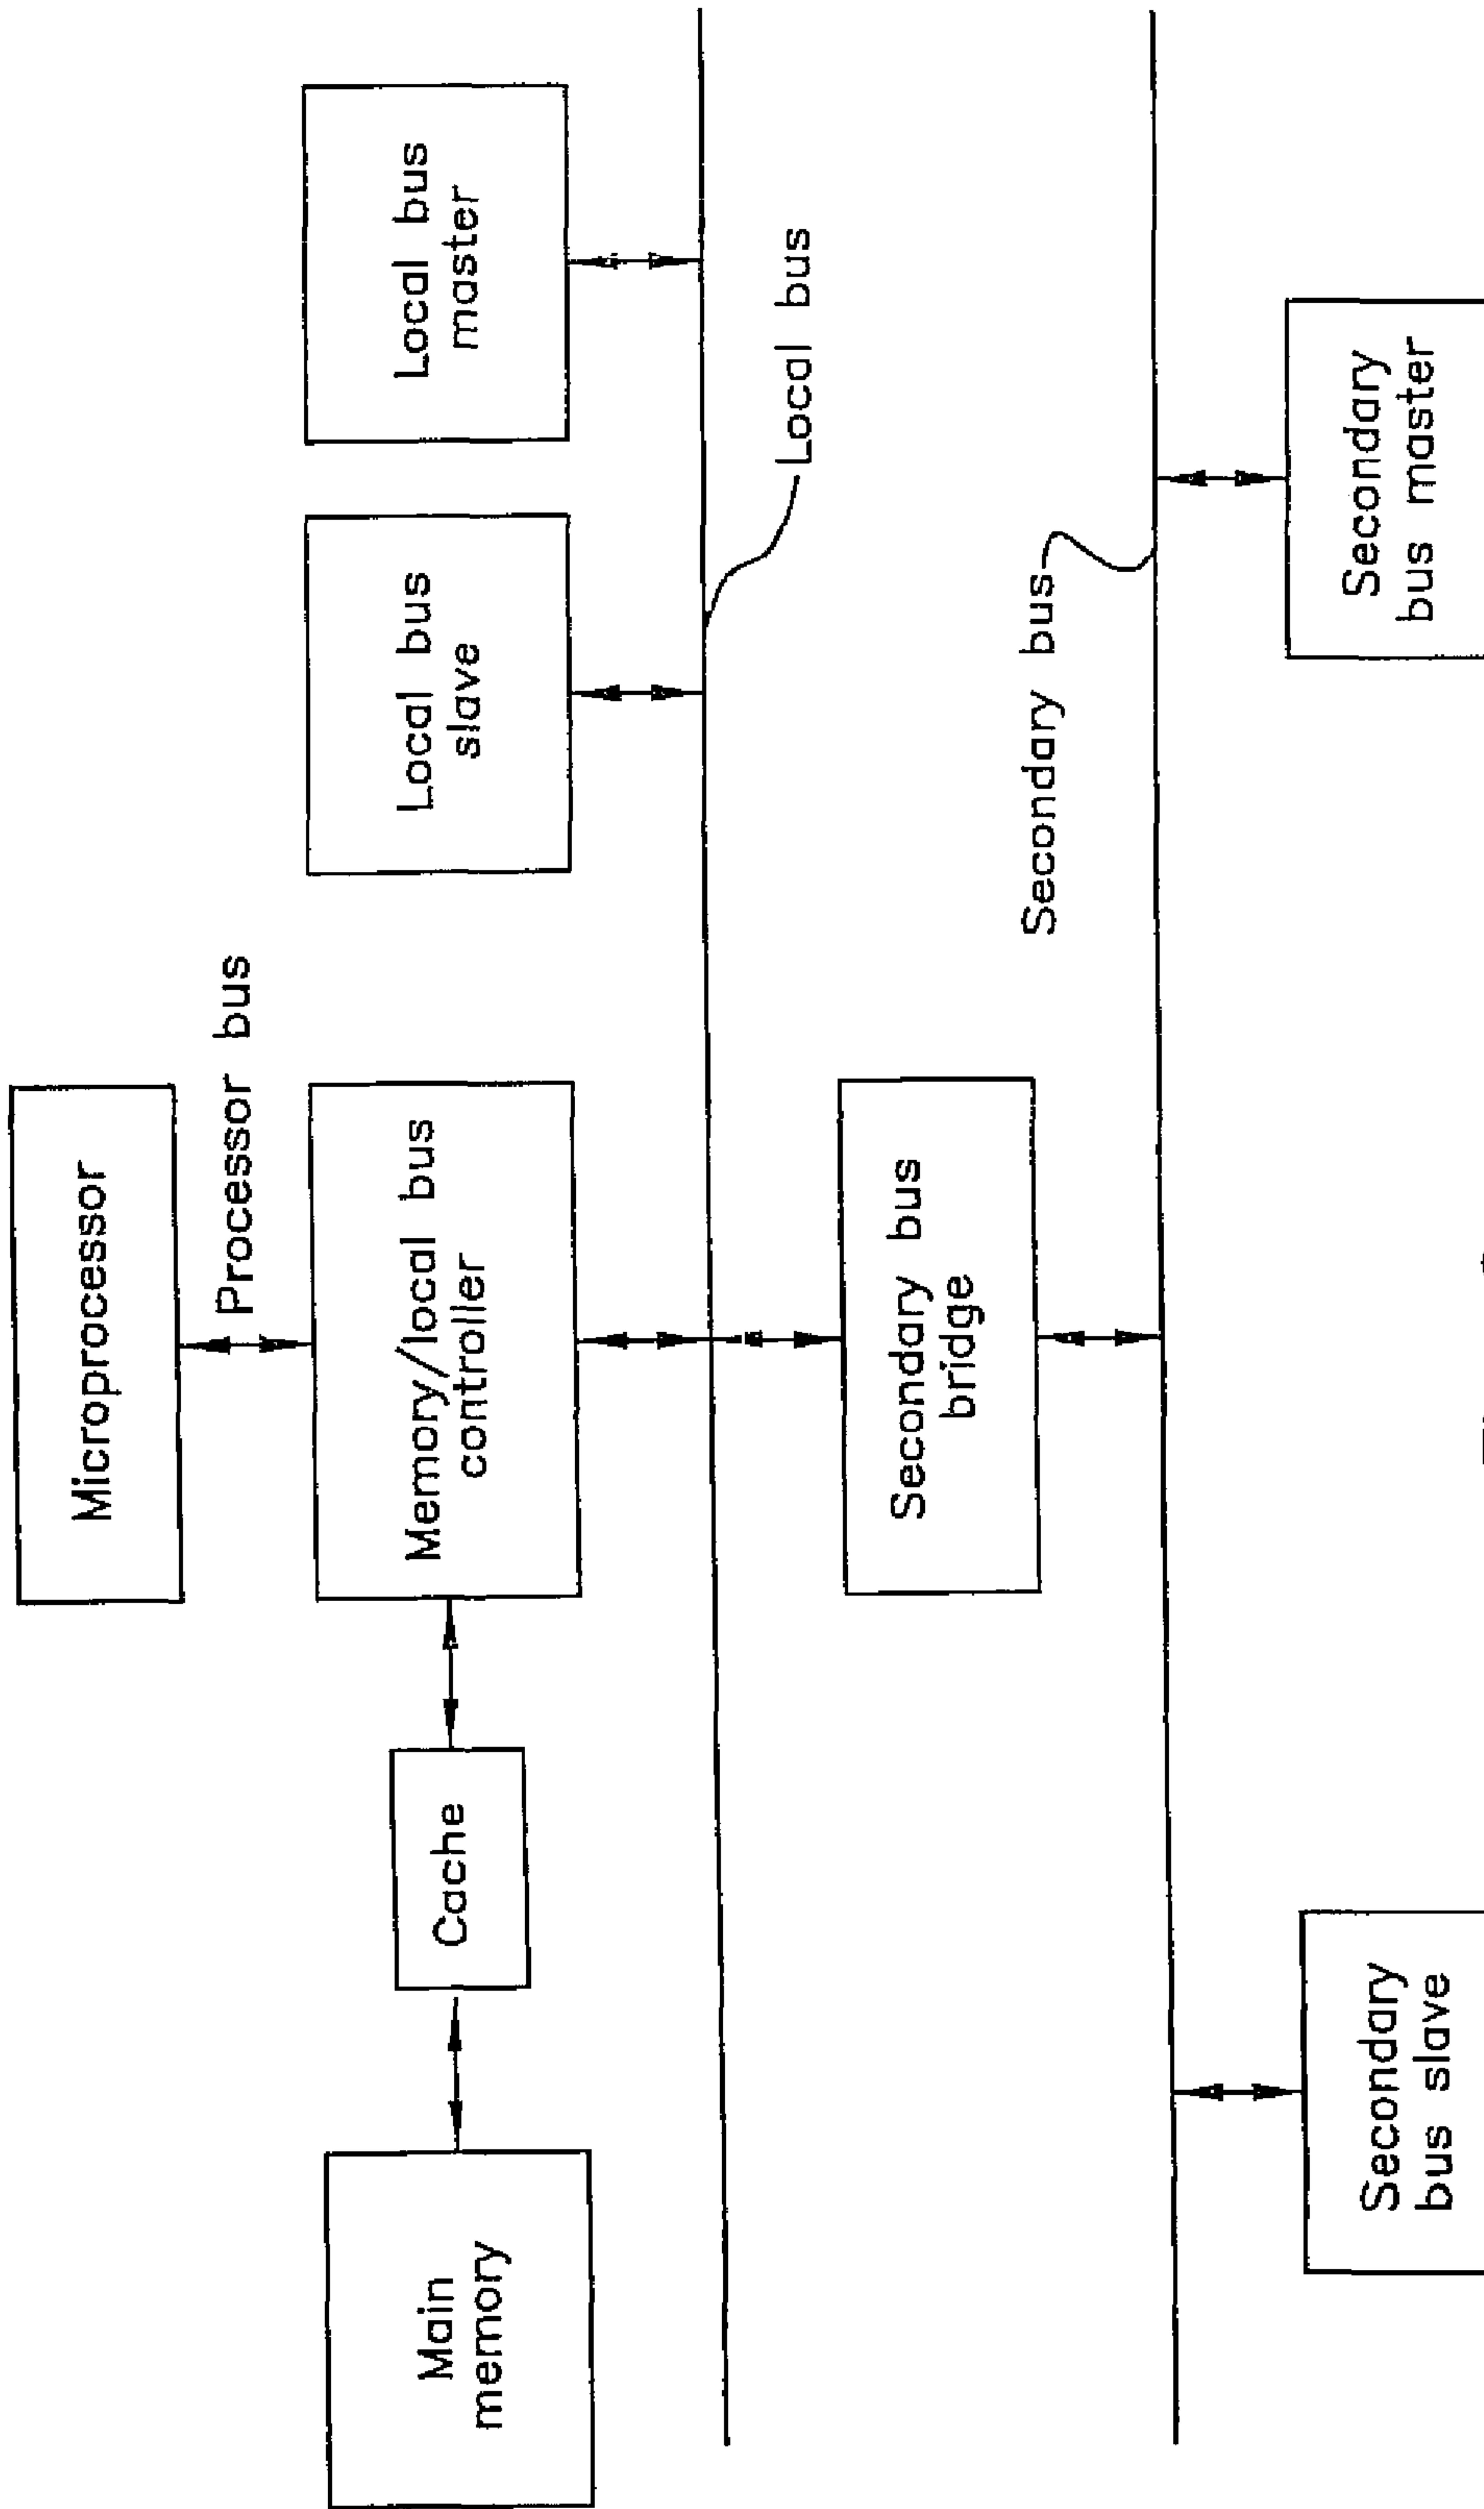 Microprocessor
Processor bus
Main
memory
Cache
Memory/local bus
controller
Local bus
slave
Local bus
master
Local bus
Secondary bus
bridge
Secondary bus
Secondary
bus slave
Secondary
bus master